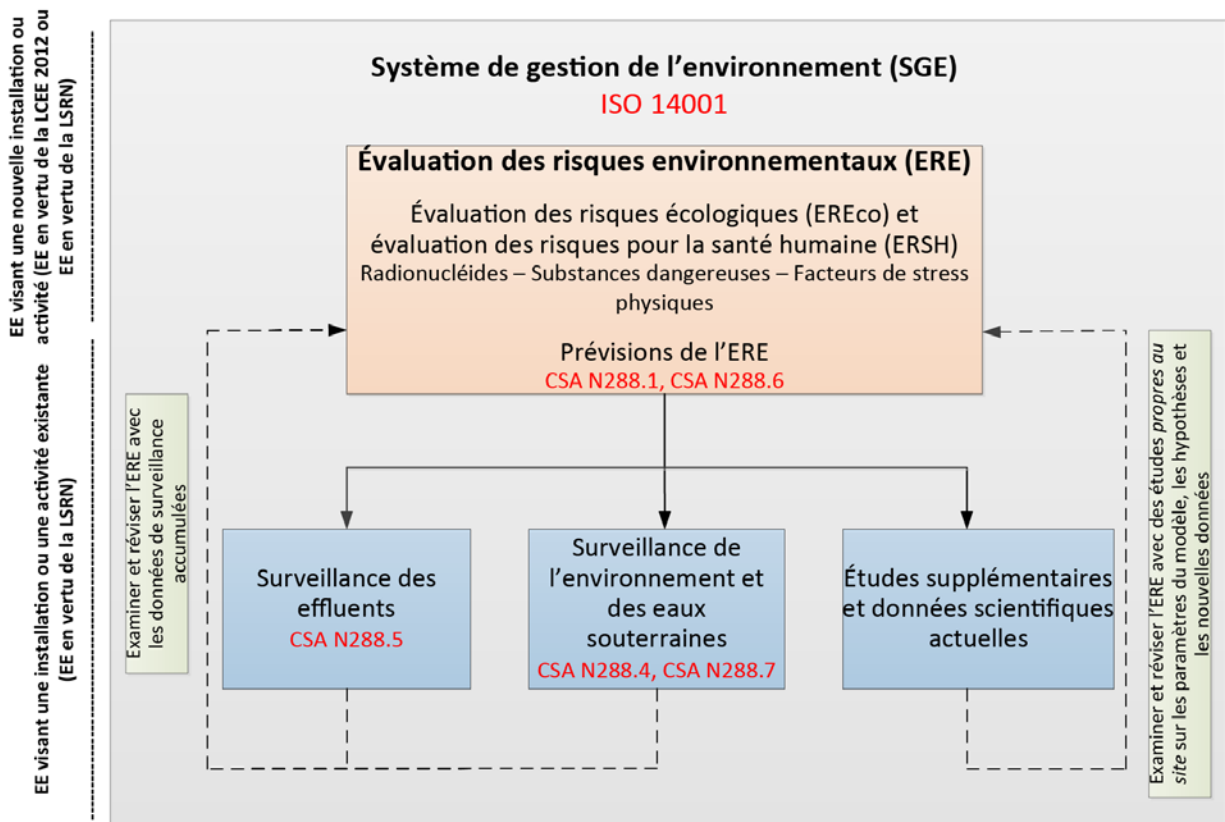 EE visant une nouvelle installation ou
activité (EE en vertu de la LCEE 2012 ou
EE en vertu de la LSRN)
EE visant une installation ou une activité existante
(EE en vertu de la LSRN)
Système de gestion de l’environnement (SGE)
ISO 14001
Évaluation des risques environnementaux (ERE)
Évaluation des risques écologiques (EREco) et
évaluation des risques pour la santé humaine (ERSH)
Radionucléides – Substances dangereuses – Facteurs de stress
physiques
Prévisions de l’ERE
CSA N288.1, CSA N288.6
Examiner et réviser l’ERE avec
les données de surveillance
accumulées
Surveillance des
effluents
CSA N288.5
Surveillance de
l’environnement et
des eaux
souterraines
CSA N288.4, CSA N288.7
Études supplémentaires
et données scientifiques
actuelles
Examiner et réviser l’ERE avec des études propres au
site sur les paramètres du modèle, les hypothèses et
les nouvelles données